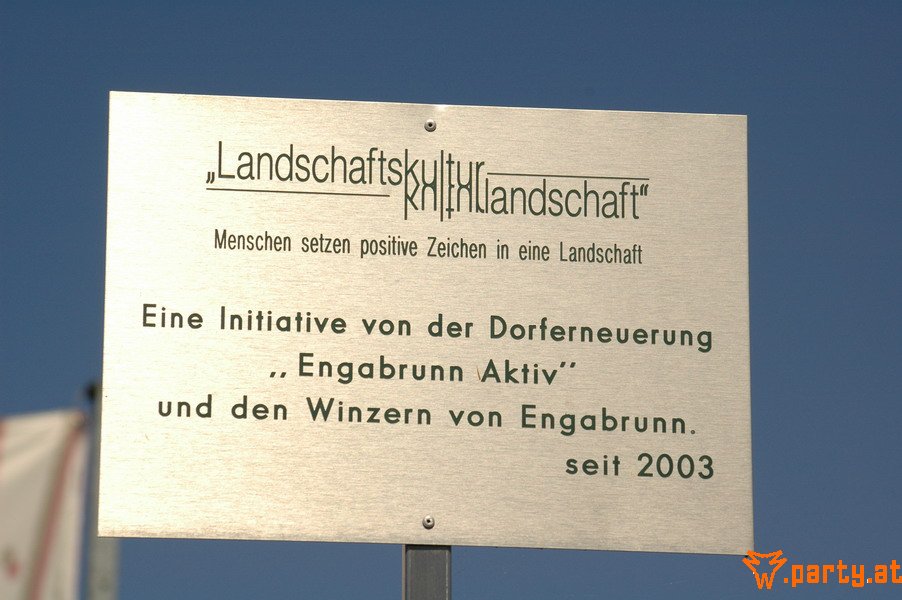 „Landschaftskultur
kulturlandschaft“
Menschen setzen positive Zeichen in eine Landschaft
Eine Initiative von der Dorferneuerung
,, Engabrunn Aktiv’’
und den Winzern von Engabrunn.
seit 2003
W.party.at